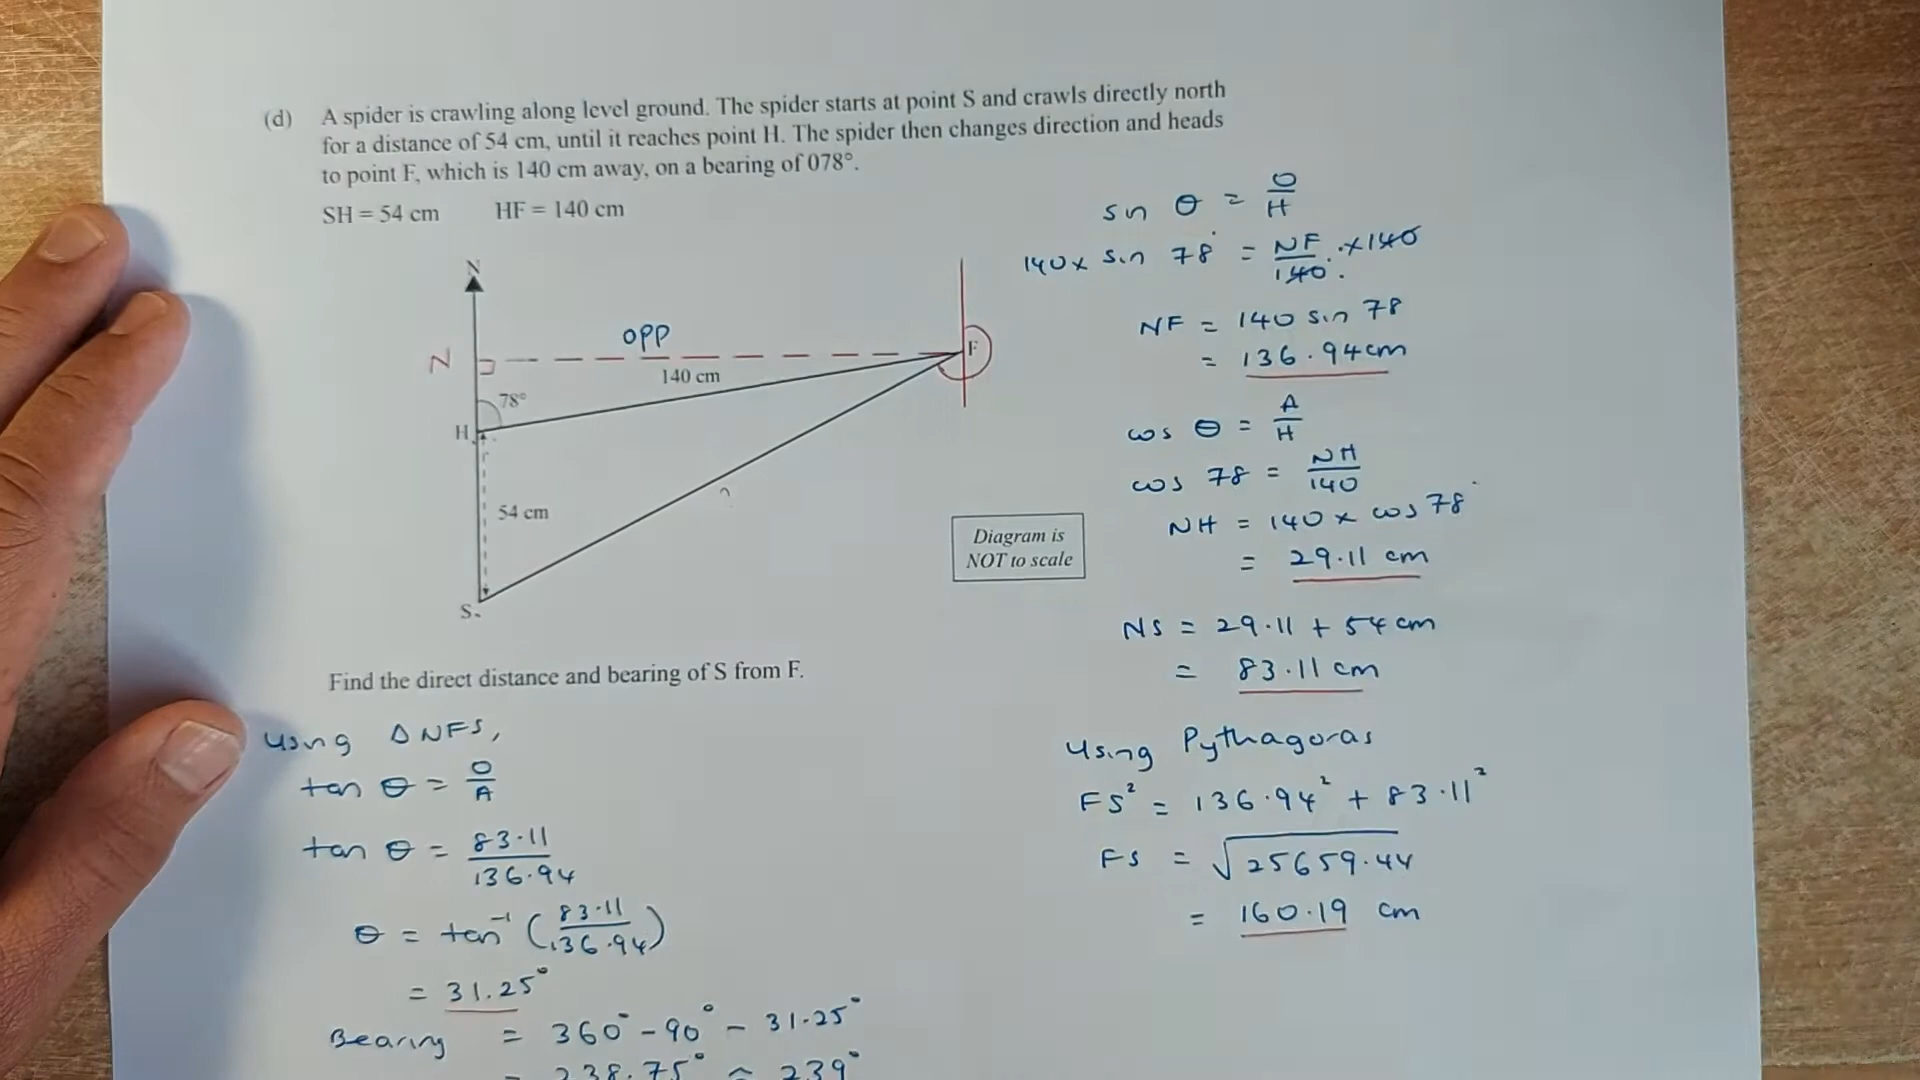 (d) A spider is crawling along level ground. The spider starts at point S and crawls directly north
for a distance of 54 cm, until it reaches point H. The spider then changes direction and heads
to point F, which is 140 cm away, on a bearing of 078°.
SH = 54 cm HF = 140 cm
N
OPP
N
F
140 cm
78°
H
54 cm
S
Diagram is
NOT to scale
Find the direct distance and bearing of S from F.
Using Δ NFS,
tan θ = O/A
tan θ = 83.11/136.94
θ = tan⁻¹ (83.11/136.94)
= 31.25°
Bearing = 360° - 90° - 31.25°
= 238.75° ≈ 239°
sin θ = O/H
140 x sin 78 = NF/140 . x 140
NF = 140 sin 78
= 136.94cm
cos θ = A/H
cos 78 = NH/140
NH = 140 x cos 78
= 29.11 cm
NS = 29.11 + 54 cm
= 83.11 cm
Using Pythagoras
FS² = 136.94² + 83.11²
FS = √25659.44
= 160.19 cm